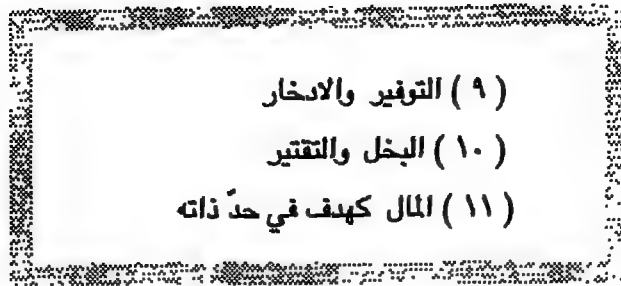 ( ٩ ) التوفير والادخار
( ١٠ ) البخل والتقتير
( ١١ ) المال كهدف في حدّ ذاته